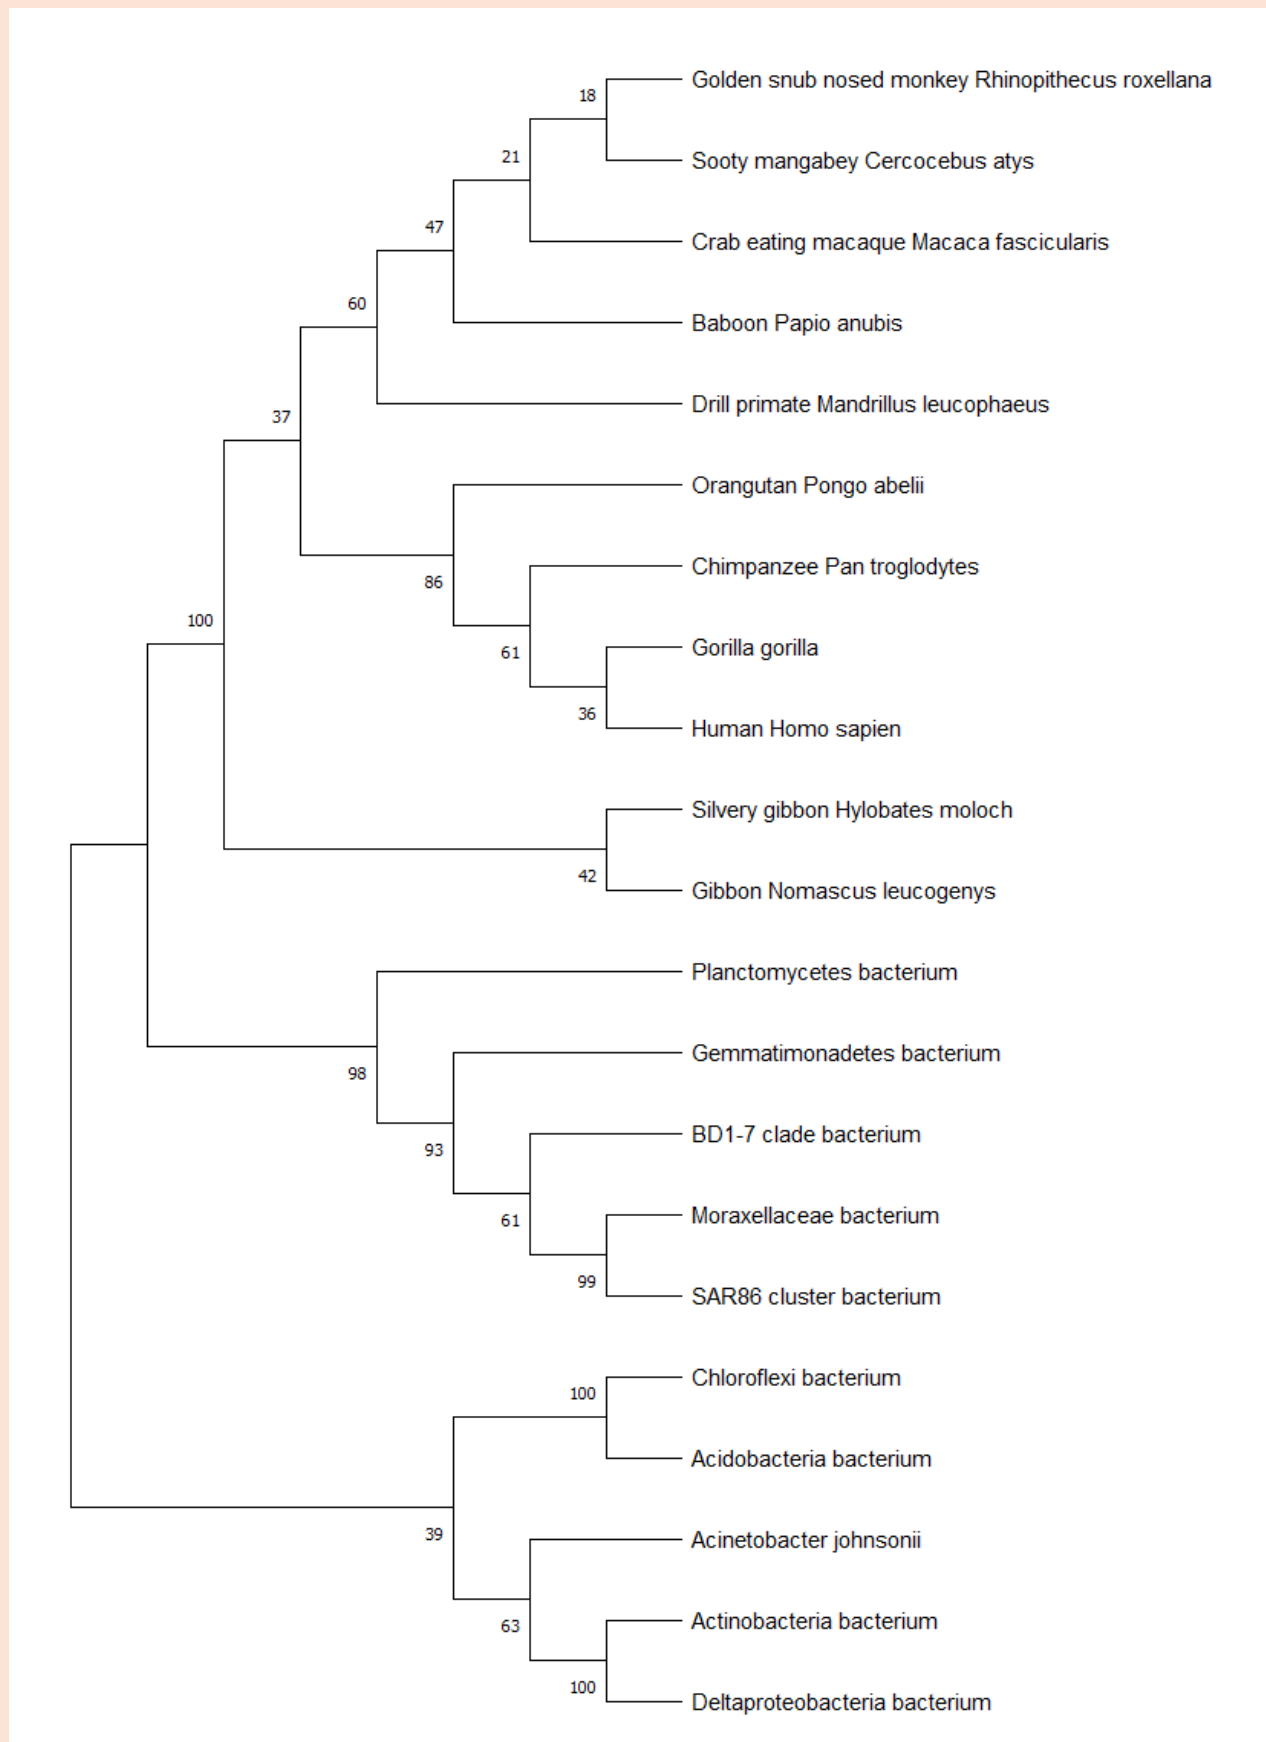 Golden snub nosed monkey Rhinopithecus roxellana
18
Sooty mangabey Cercocebus atys
21
Crab eating macaque Macaca fascicularis
47
Baboon Papio anubis
60
Drill primate Mandrillus leucophaeus
37
Orangutan Pongo abelii
Chimpanzee Pan troglodytes
86
100
Gorilla gorilla
61
36
Human Homo sapien
Silvery gibbon Hylobates moloch
42
Gibbon Nomascus leucogenys
Planctomycetes bacterium
Gemmatimonadetes bacterium
98
BD1-7 clade bacterium
93
Moraxellaceae bacterium
61
99
SAR86 cluster bacterium
Chloroflexi bacterium
100
Acidobacteria bacterium
39
Acinetobacter johnsonii
Actinobacteria bacterium
63
100
Deltaproteobacteria bacterium